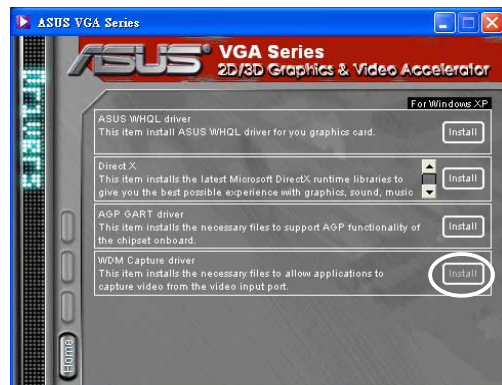 ASUS VGA Series
ASUS VGA Series
2D/3D Graphics & Video Accelerator
For Windows XP
ASUS WHQL driver
This item install ASUS WHQL driver for you graphics card.
Install
Direct X
This item installs the latest Microsoft DirectX runtime libraries to
give you the best possible experience with graphics, sound, music
Install
AGP GART driver
This item installs the necessary files to support AGP functionality of
the chipset onboard.
Install
WDM Capture driver
This item installs the necessary files to allow applications to
capture video from the video input port.
Install
Home